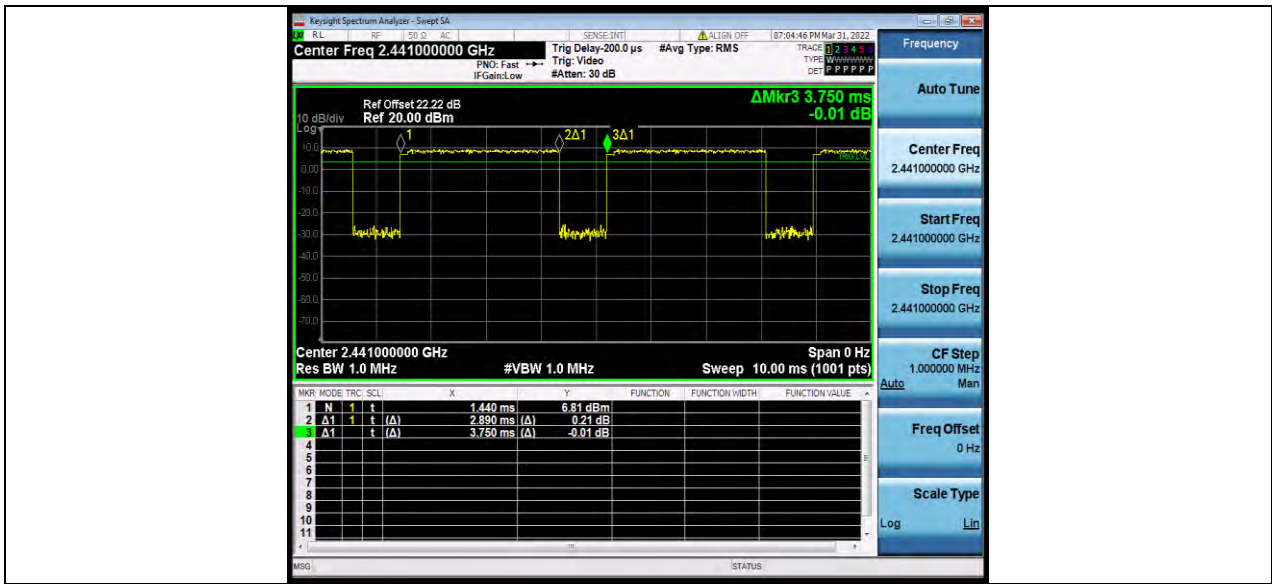 Keysight Spectrum Analyzer - Swept SA
LXI RL RF 50 Ω AC SENSE:INT ALIGN OFF 07:04:46 PM Mar 31, 2022
Center Freq 2.441000000 GHz
PNO: Fast
IFGain:Low
Trig Delay-200.0 µs
Trig: Video
#Atten: 30 dB
#Avg Type: RMS
TRACE 1 2 3 4 5 6
TYPE WWWWWW
DET P P P P P P
ΔMkr3 3.750 ms
-0.01 dB
Ref Offset 22.22 dB
10 dB/div Ref 20.00 dBm
Log
1 2Δ1 3Δ1
10.0
TRIG LVL
0.00
-10.0
-20.0
-30.0
-40.0
-50.0
-60.0
-70.0
Center 2.441000000 GHz Span 0 Hz
Res BW 1.0 MHz #VBW 1.0 MHz Sweep 10.00 ms (1001 pts)
MKR MODE TRC SCL X Y FUNCTION FUNCTION WIDTH FUNCTION VALUE
1 N 1 t 1.440 ms 6.81 dBm
2 Δ1 1 t (Δ) 2.890 ms (Δ) 0.21 dB
3 Δ1 t (Δ) 3.750 ms (Δ) -0.01 dB
4
5
6
7
8
9
10
11
MSG STATUS
Frequency
Auto Tune
Center Freq
2.441000000 GHz
Start Freq
2.441000000 GHz
Stop Freq
2.441000000 GHz
CF Step
1.000000 MHz
Auto Man
Freq Offset
0 Hz
Scale Type
Log Lin